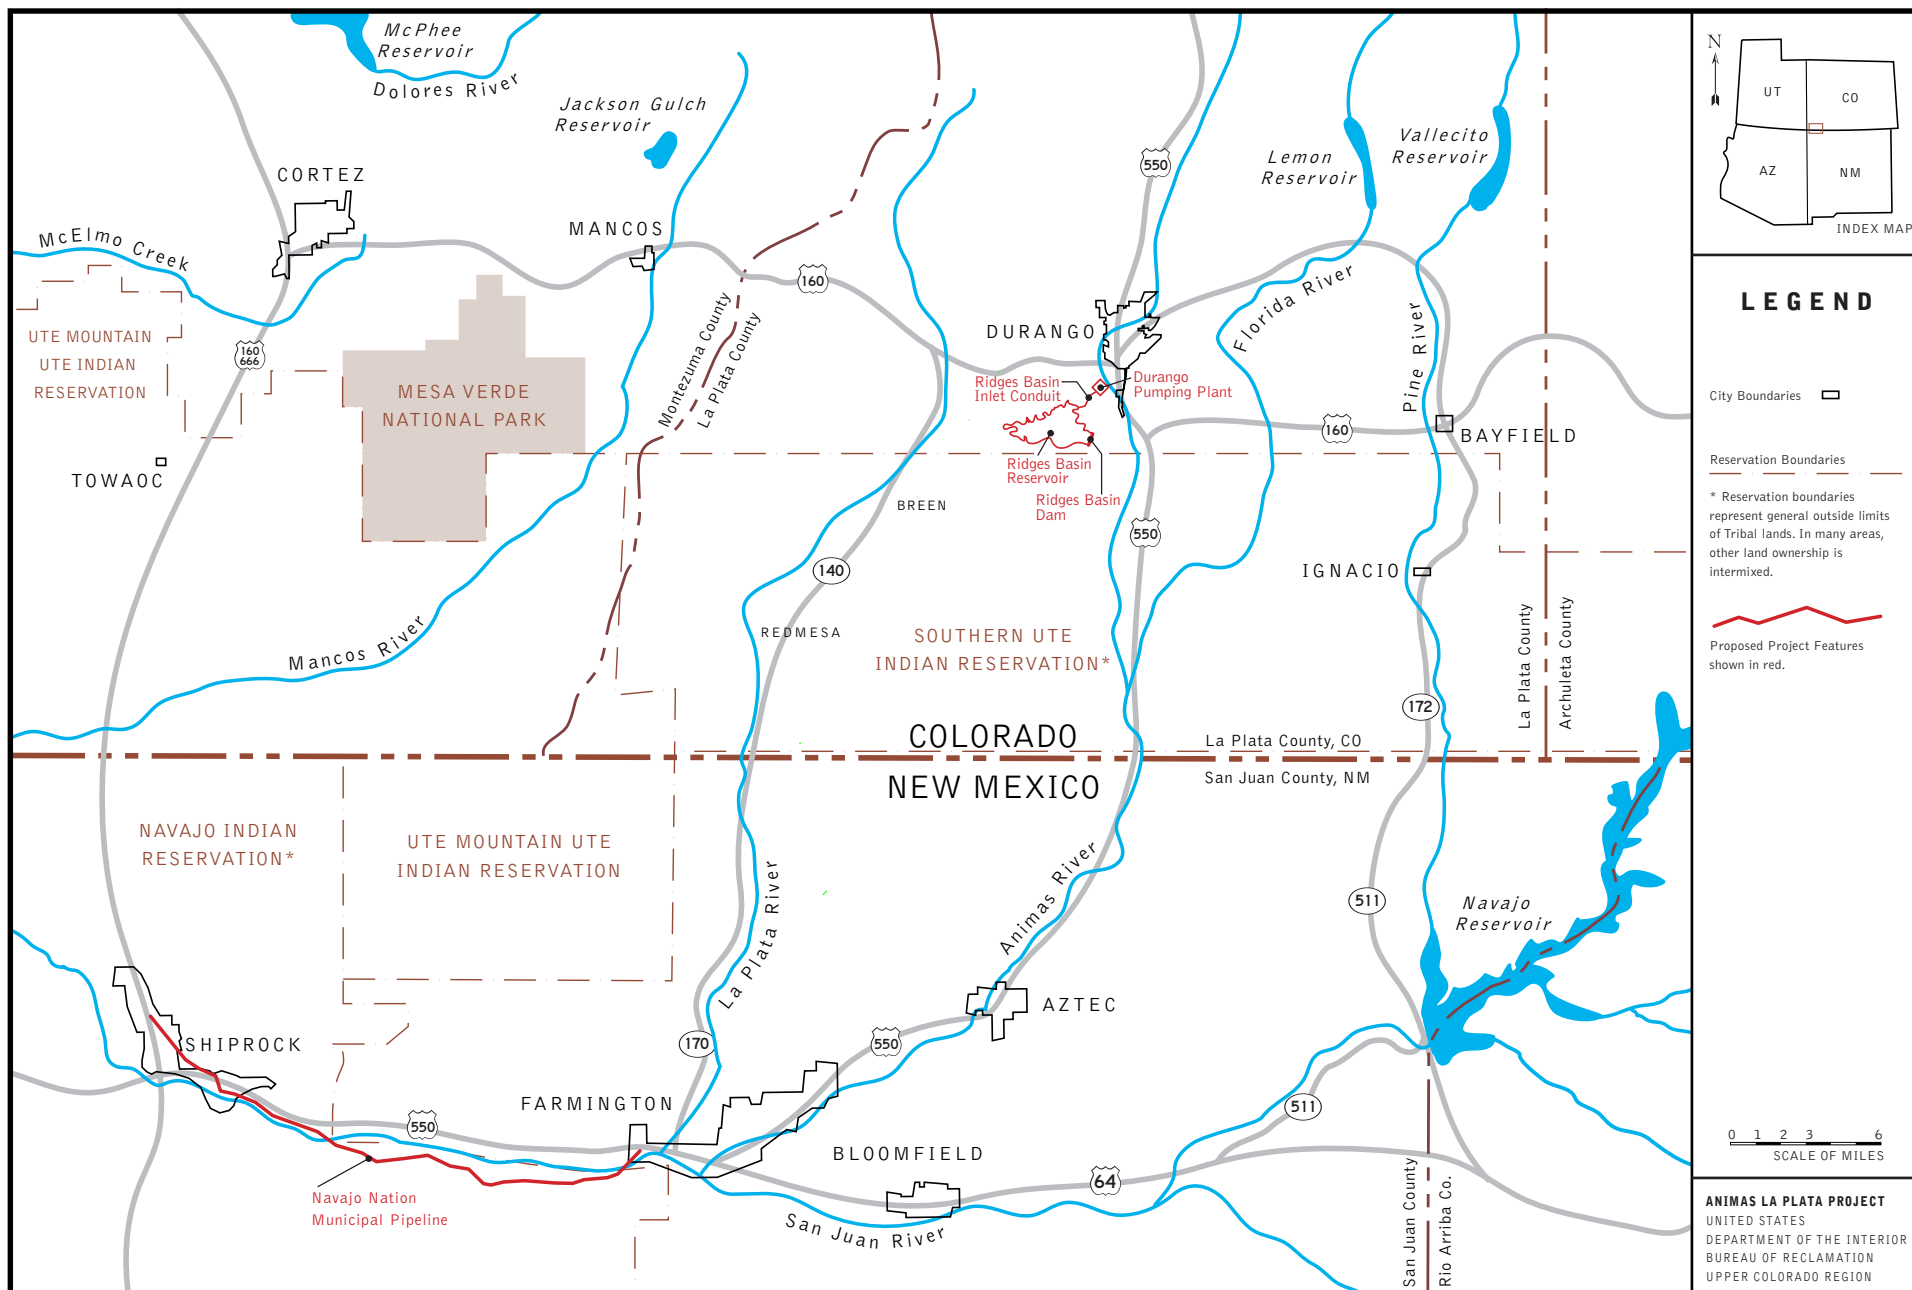 McPhee
Reservoir
Dolores River
Jackson Gulch
Reservoir
CORTEZ
McElmo Creek
MANCOS
160
550
Lemon
Reservoir
Vallecito
Reservoir
UTE MOUNTAIN
UTE INDIAN
RESERVATION
160
666
MESA VERDE
NATIONAL PARK
Montezuma County
La Plata County
DURANGO
Florida River
Pine River
Ridges Basin
Inlet Conduit
Durango
Pumping Plant
Ridges Basin
Reservoir
Ridges Basin
Dam
160
BAYFIELD
TOWAOC
BREEN
550
140
IGNACIO
REDMESA
Mancos River
SOUTHERN UTE
INDIAN RESERVATION*
La Plata County
Archuleta County
172
COLORADO
La Plata County, CO
NEW MEXICO
San Juan County, NM
NAVAJO INDIAN
RESERVATION*
UTE MOUNTAIN UTE
INDIAN RESERVATION
La Plata River
Animas River
511
Navajo
Reservoir
AZTEC
SHIPROCK
170
550
FARMINGTON
550
511
BLOOMFIELD
64
Navajo Nation
Municipal Pipeline
San Juan River
San Juan County
Rio Arriba Co.
N
UT
CO
AZ
NM
INDEX MAP
LEGEND
City Boundaries
Reservation Boundaries
* Reservation boundaries
represent general outside limits
of Tribal lands. In many areas,
other land ownership is
intermixed.
Proposed Project Features
shown in red.
0 1 2 3 6
SCALE OF MILES
ANIMAS LA PLATA PROJECT
UNITED STATES
DEPARTMENT OF THE INTERIOR
BUREAU OF RECLAMATION
UPPER COLORADO REGION